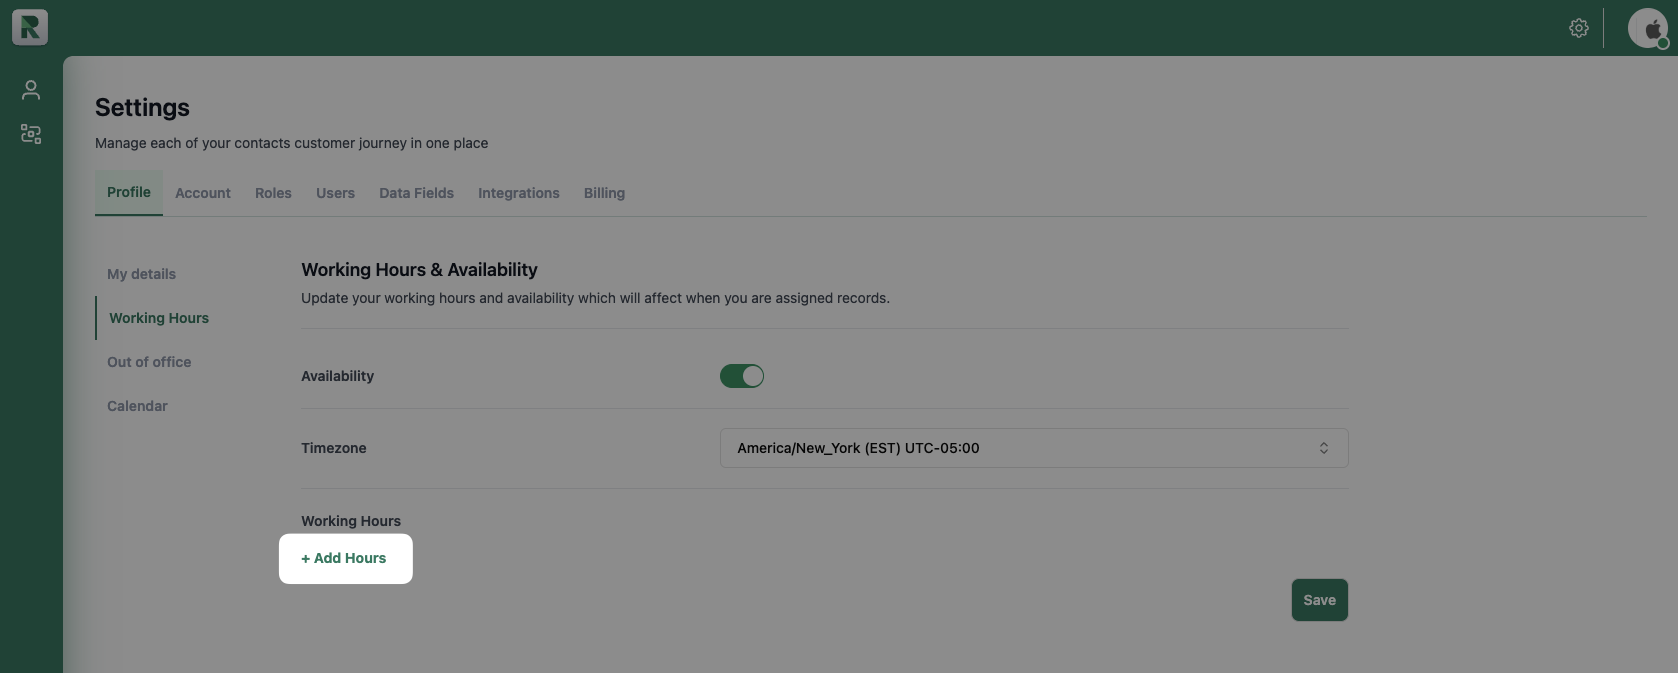 R
Settings
Manage each of your contacts customer journey in one place
Profile Account Roles Users Data Fields Integrations Billing
My details
Working Hours
Out of office
Calendar
Working Hours & Availability
Update your working hours and availability which will affect when you are assigned records.
Availability
Timezone
America/New_York (EST) UTC-05:00
Working Hours
+ Add Hours
Save